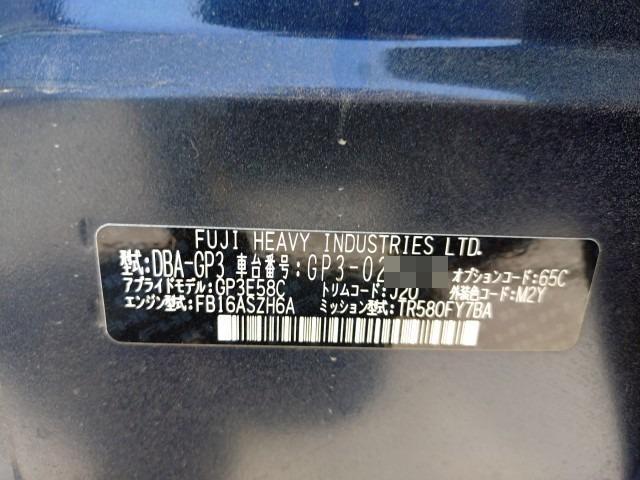 FUJI HEAVY INDUSTRIES LTD.
型式:DBA-GP3 車台番号:GP3-02 オプションコード:65C
アプライドモデル:GP3E58C トリムコード:J20 外装色コード:M2Y
エンジン型式:FB16ASZH6A ミッション型式:TR580FY7BA